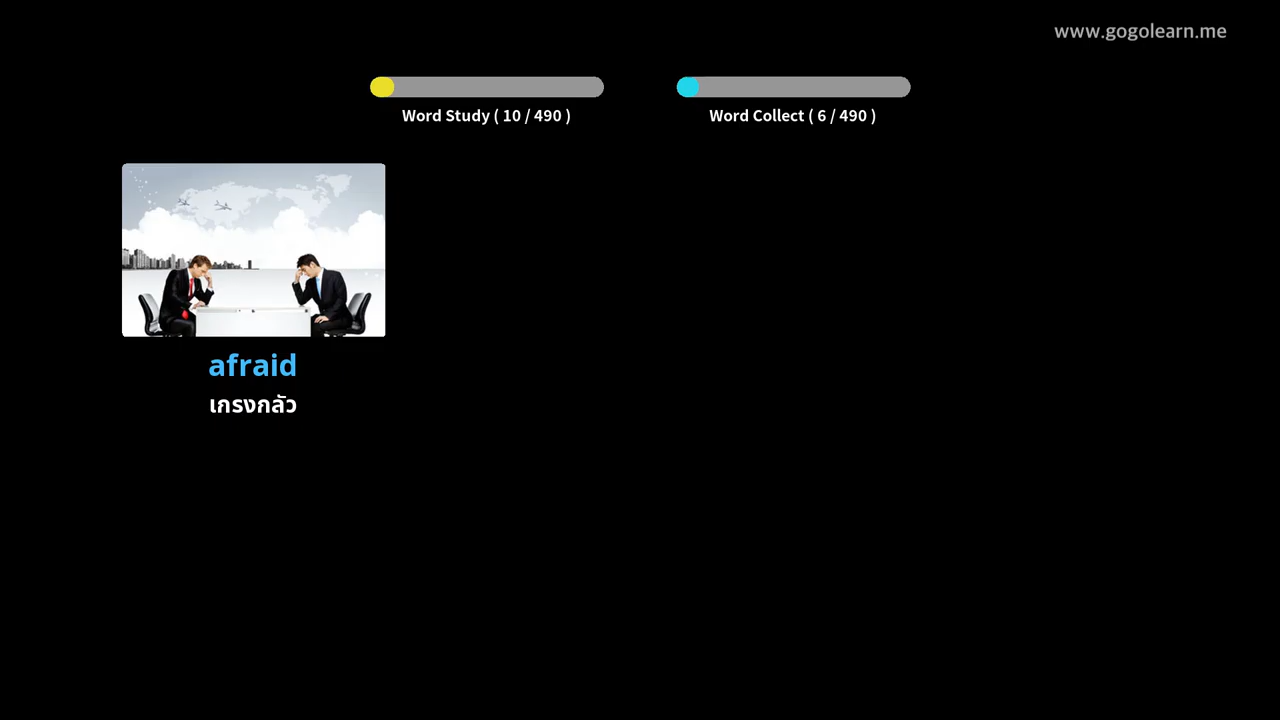 www.gogolearn.me
Word Study ( 10 / 490 )
Word Collect ( 6 / 490 )
afraid
เกรงกลัว